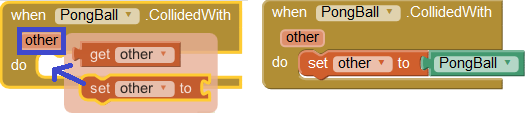 when PongBall .CollidedWith
other
get other
do
set other to
when PongBall .CollidedWith
other
do set other to PongBall